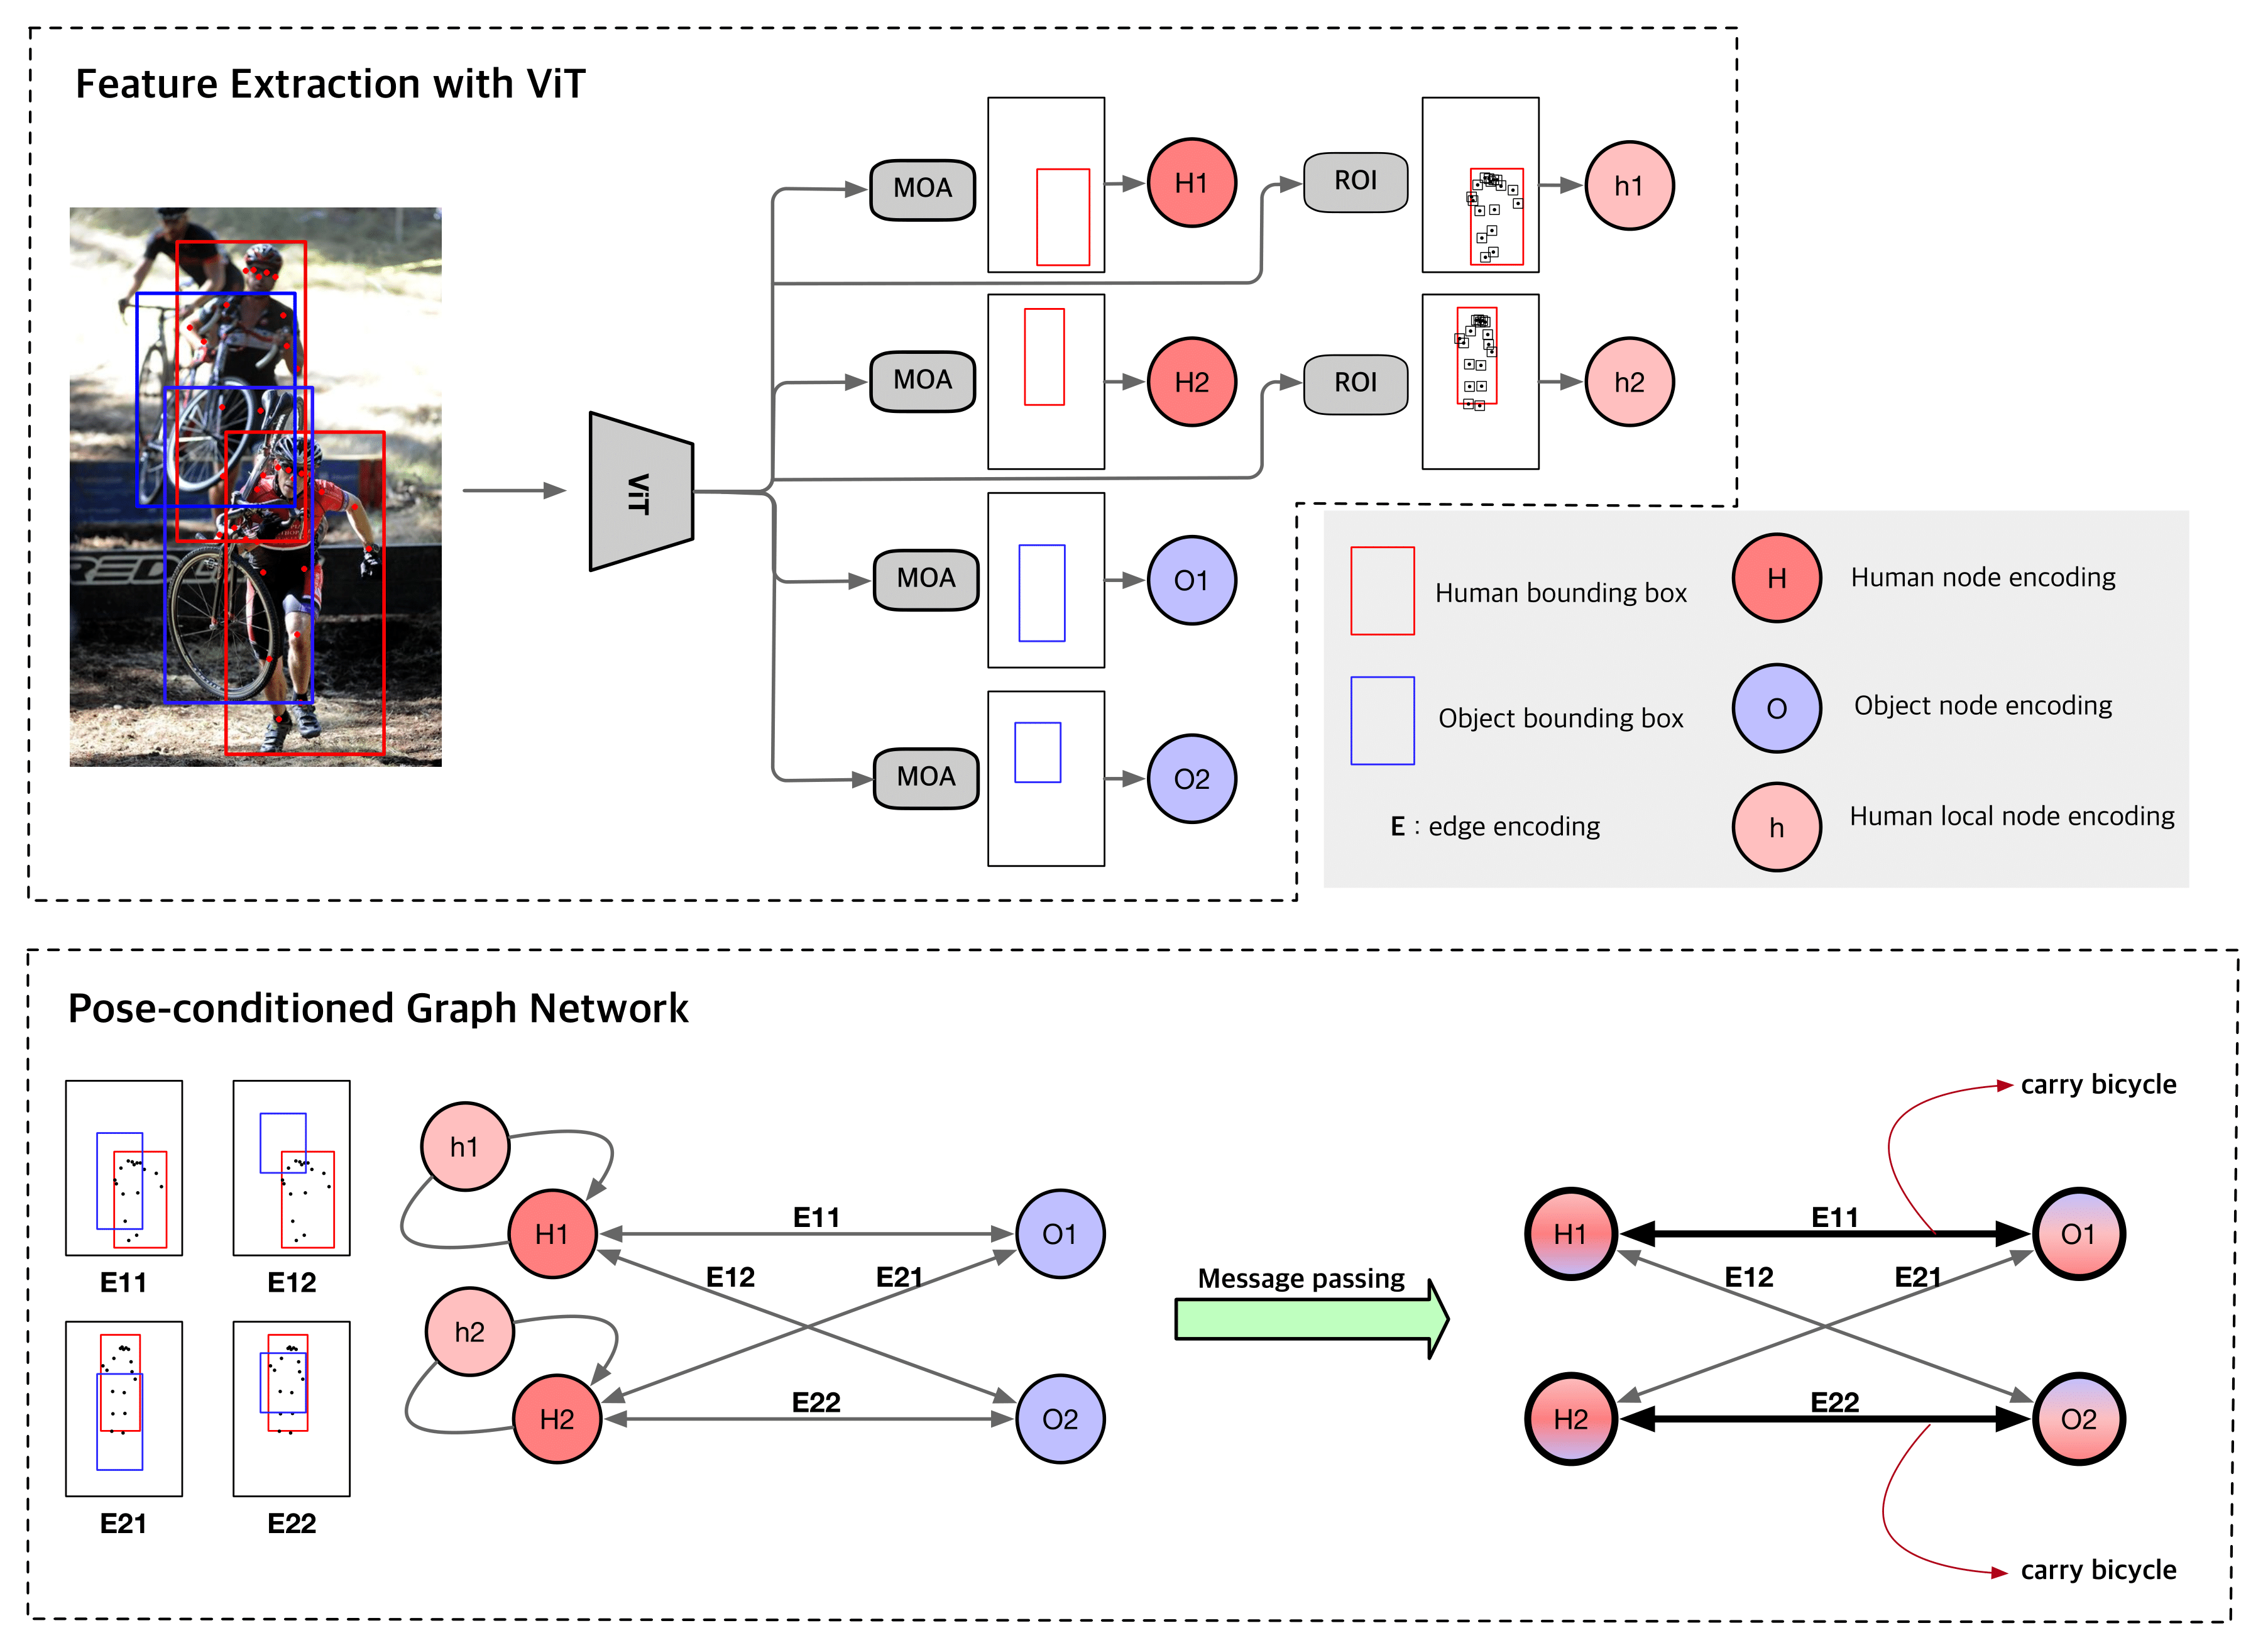 Feature Extraction with ViT
MOA
H1
ROI
h1
MOA
H2
ROI
h2
ViT
MOA
O1
MOA
O2
Human bounding box
H
Human node encoding
Object bounding box
O
Object node encoding
E : edge encoding
h
Human local node encoding
Pose-conditioned Graph Network
E11
E12
E21
E22
h1
H1
h2
H2
E11
E12
E21
E22
O1
O2
Message passing
H1
H2
E11
E12
E21
E22
O1
O2
carry bicycle
carry bicycle